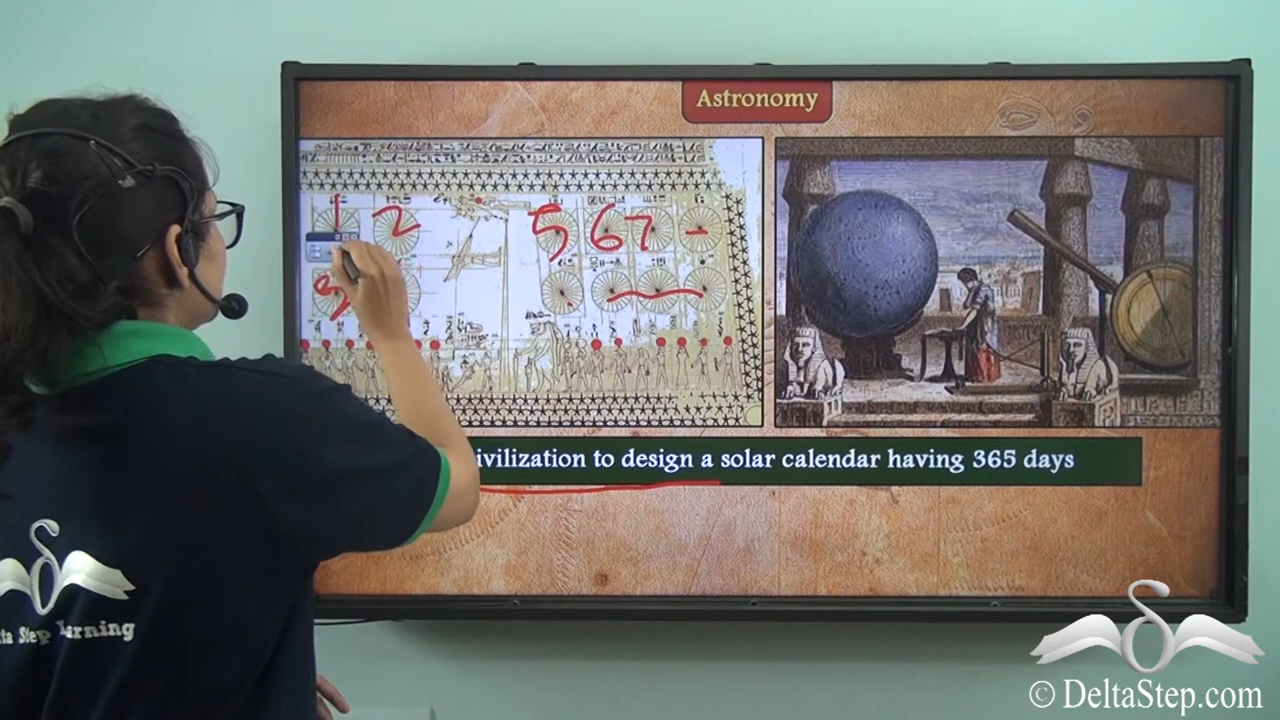 Astronomy
1 2 5 6 7 -
3
ivilization to design a solar calendar having 365 days
ta Step Learning
© DeltaStep.com